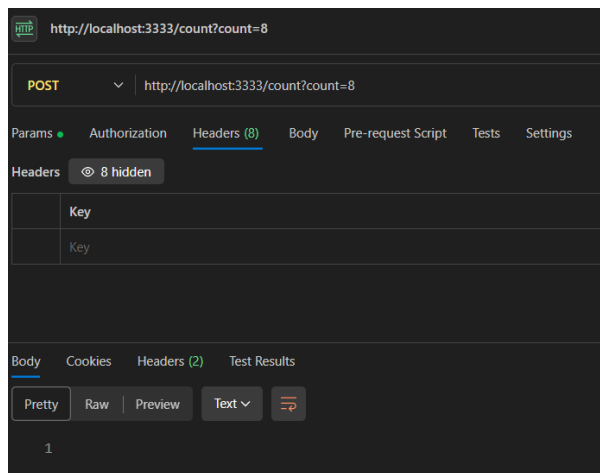 HTTP http://localhost:3333/count?count=8
POST http://localhost:3333/count?count=8
Params Authorization Headers (8) Body Pre-request Script Tests Settings
Headers 8 hidden
Key
Key
Body Cookies Headers (2) Test Results
Pretty Raw Preview Text
1